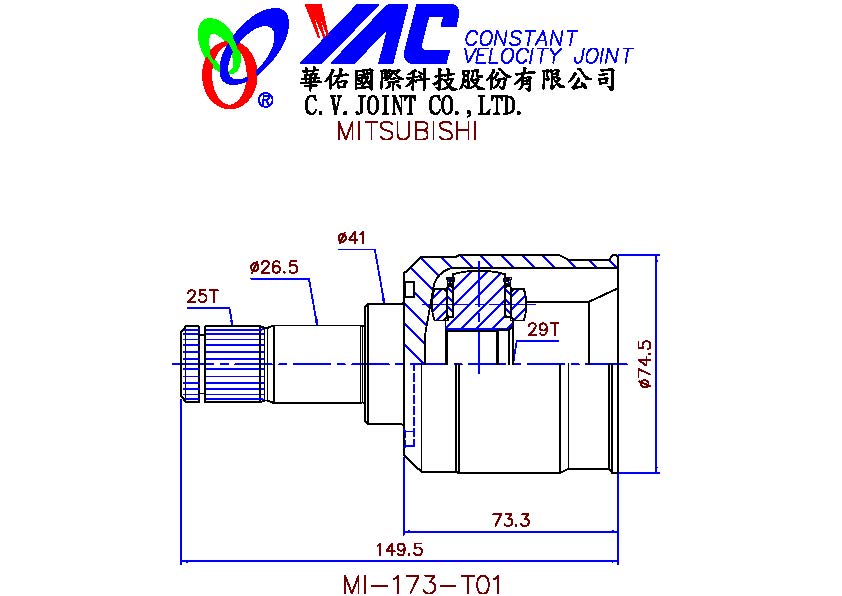 YAC CONSTANT
VELOCITY JOINT
®
華佑國際科技股份有限公司
C.V.JOINT CO.,LTD.
MITSUBISHI
ø41
ø26.5
25T
29T
ø74.5
73.3
149.5
MI-173-T01